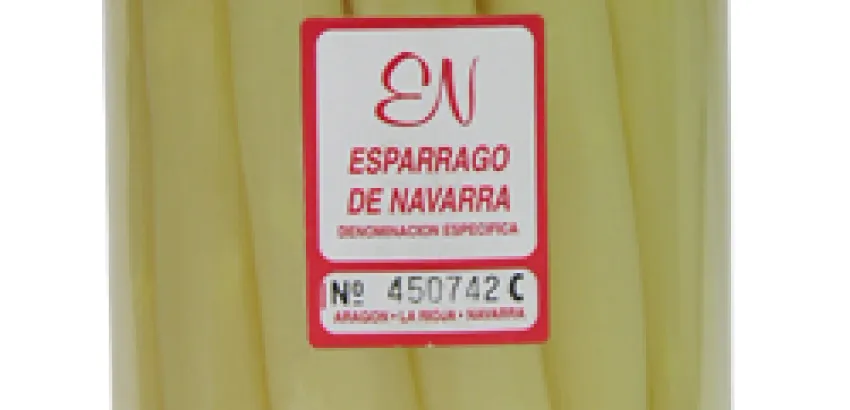 EN
ESPARRAGO
DE NAVARRA
DENOMINACION ESPECIFICA
Nº 450742 C
ARAGON • LA RIOJA • NAVARRA